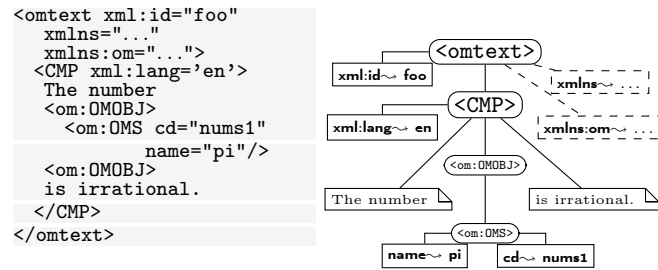 <omtext xml:id="foo"
xmlns="..."
xmlns:om="...">
<CMP xml:lang='en'>
The number
<om:OMOBJ>
<om:OMS cd="nums1"
name="pi"/>
<om:OMOBJ>
is irrational.
</CMP>
</omtext>
<omtext>
xml:id⤳ foo
xmlns⤳ ...
<CMP>
xml:lang⤳ en
xmlns:om⤳ ...
<om:OMOBJ>
The number
is irrational.
<om:OMS>
name⤳ pi
cd⤳ nums1